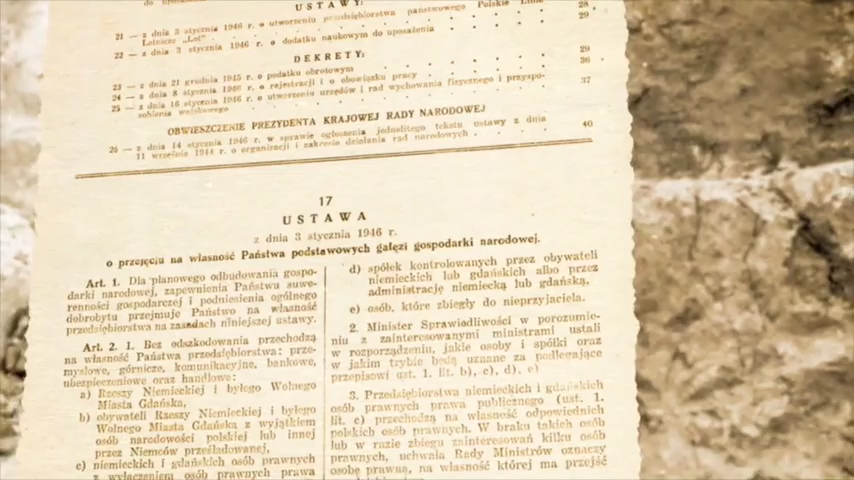 USTAWY:
21 — z dnia 3 stycznia 1946 r. o utworzeniu przedsiębiorstwa państwowego Polskie Linie
Lotnicze „Lot" 28
22 — z dnia 3 stycznia 1946 r. o dodatku naukowym do uposażenia 29
DEKRETY:
23 — z dnia 21 grudnia 1945 r. o podatku obrotowym 29
24 — z dnia 8 stycznia 1946 r. o rejestracji i o obowiązku pracy 36
25 — z dnia 16 stycznia 1946 r. o utworzeniu urzędów i rad wychowania fizycznego i przyspo-
sobienia wojskowego 37
OBWIESZCZENIE PREZYDENTA KRAJOWEJ RADY NARODOWEJ
26 — z dnia 14 stycznia 1946 r. w sprawie ogłoszenia jednolitego tekstu ustawy z dnia
11 września 1944 r. o organizacji i zakresie działania rad narodowych 40
17
USTAWA
z dnia 3 stycznia 1946 r.
o przejęciu na własność Państwa podstawowych gałęzi gospodarki narodowej.
Art. 1. Dla planowego odbudowania gospo-
darki narodowej, zapewnienia Państwu suwe-
renności gospodarczej i podniesienia ogólnego
dobrobytu przejmuje Państwo na własność
przedsiębiorstwa na zasadach niniejszej ustawy.
Art. 2. 1. Bez odszkodowania przechodzą
na własność Państwa przedsiębiorstwa: prze-
mysłowe, górnicze, komunikacyjne, bankowe,
ubezpieczeniowe oraz handlowe:
a) Rzeszy Niemieckiej i byłego Wolnego
Miasta Gdańska,
b) obywateli Rzeszy Niemieckiej i byłego
Wolnego Miasta Gdańska z wyjątkiem
osób narodowości polskiej lub innej
przez Niemców prześladowanej,
c) niemieckich i gdańskich osób prawnych
z wyłączeniem osób prawnych prawa
d) spółek kontrolowanych przez obywateli
niemieckich lub gdańskich albo przez
administrację niemiecką lub gdańską,
e) osób, które zbiegły do nieprzyjaciela.
2. Minister Sprawiedliwości w porozumie-
niu z zainteresowanymi ministrami ustali
w rozporządzeniu, jakie osoby i spółki oraz
w jakim trybie będą uznane za podlegające
przepisowi ust. 1 lit. b), c), d), e)
3. Przedsiębiorstwa niemieckich i gdańskich
osób prawnych prawa publicznego (ust. 1.
lit. c) przechodzą na własność odpowiednich
polskich osób prawnych. W braku takich osób
lub w razie zbiegu zainteresowań kilku osób
prawnych, uchwała Rady Ministrów oznaczy
osobę prawną, na własność której ma przejść